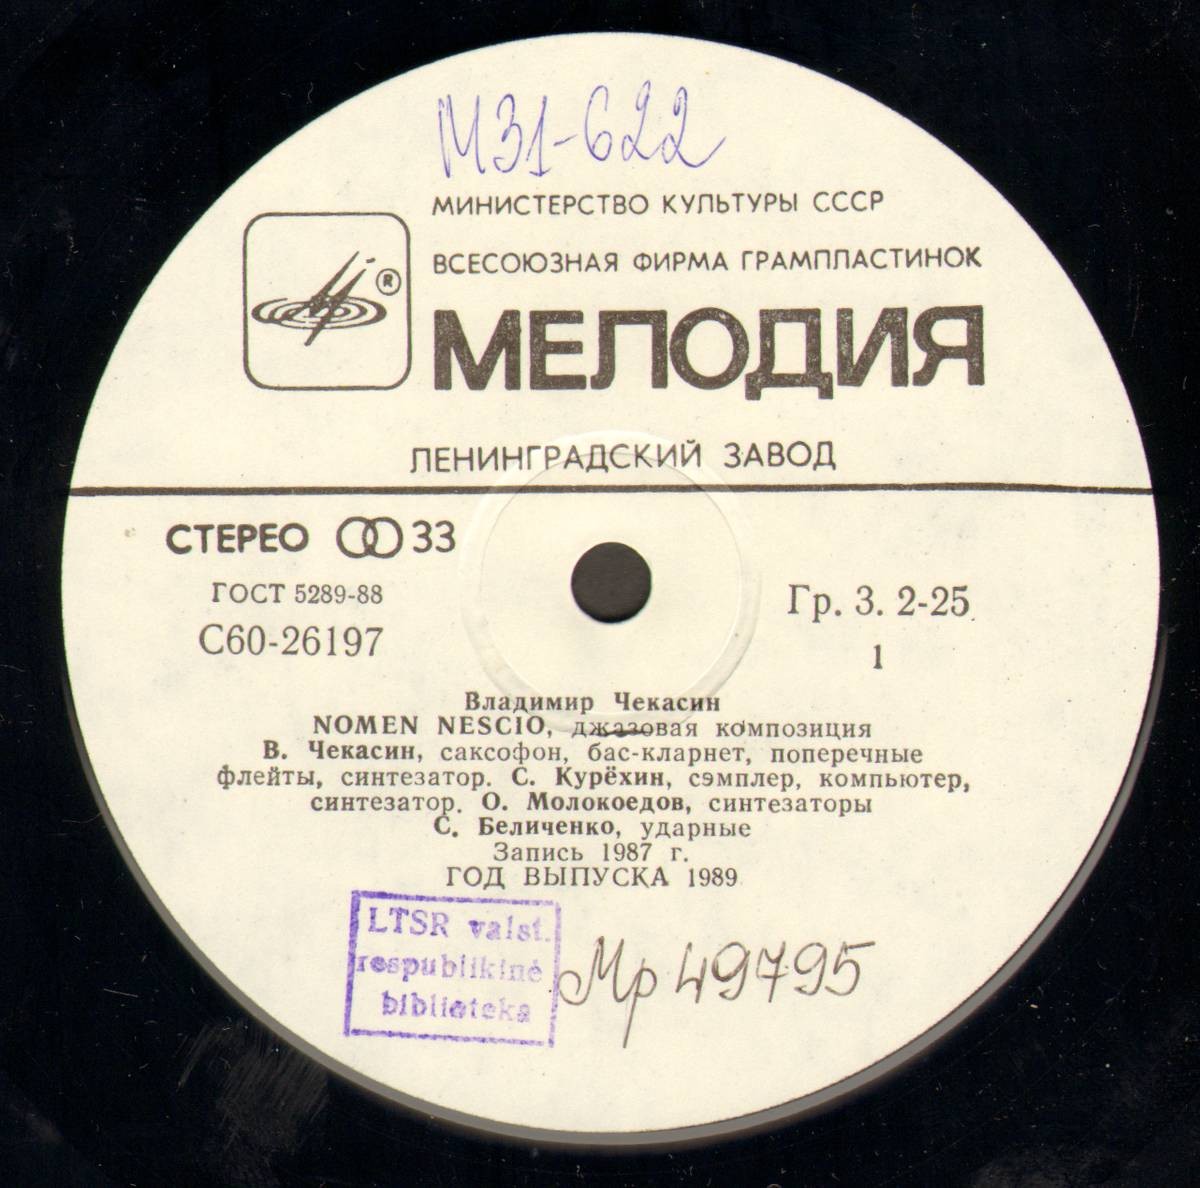 М31-622
МИНИСТЕРСТВО КУЛЬТУРЫ СССР
ВСЕСОЮЗНАЯ ФИРМА ГРАМПЛАСТИНОК
®
МЕЛОДИЯ
ЛЕНИНГРАДСКИЙ ЗАВОД
СТЕРЕО 33
ГОСТ 5289-88
С60-26197
Гр. 3. 2-25
1
Владимир Чекасин
NOMEN NESCIO, джазовая композиция
В. Чекасин, саксофон, бас-кларнет, поперечные
флейты, синтезатор. С. Курёхин, сэмплер, компьютер,
синтезатор. О. Молокоедов, синтезаторы
С. Беличенко, ударные
Запись 1987 г.
ГОД ВЫПУСКА 1989
LTSR valst.
respublikinė
biblioteka
Мр 49795